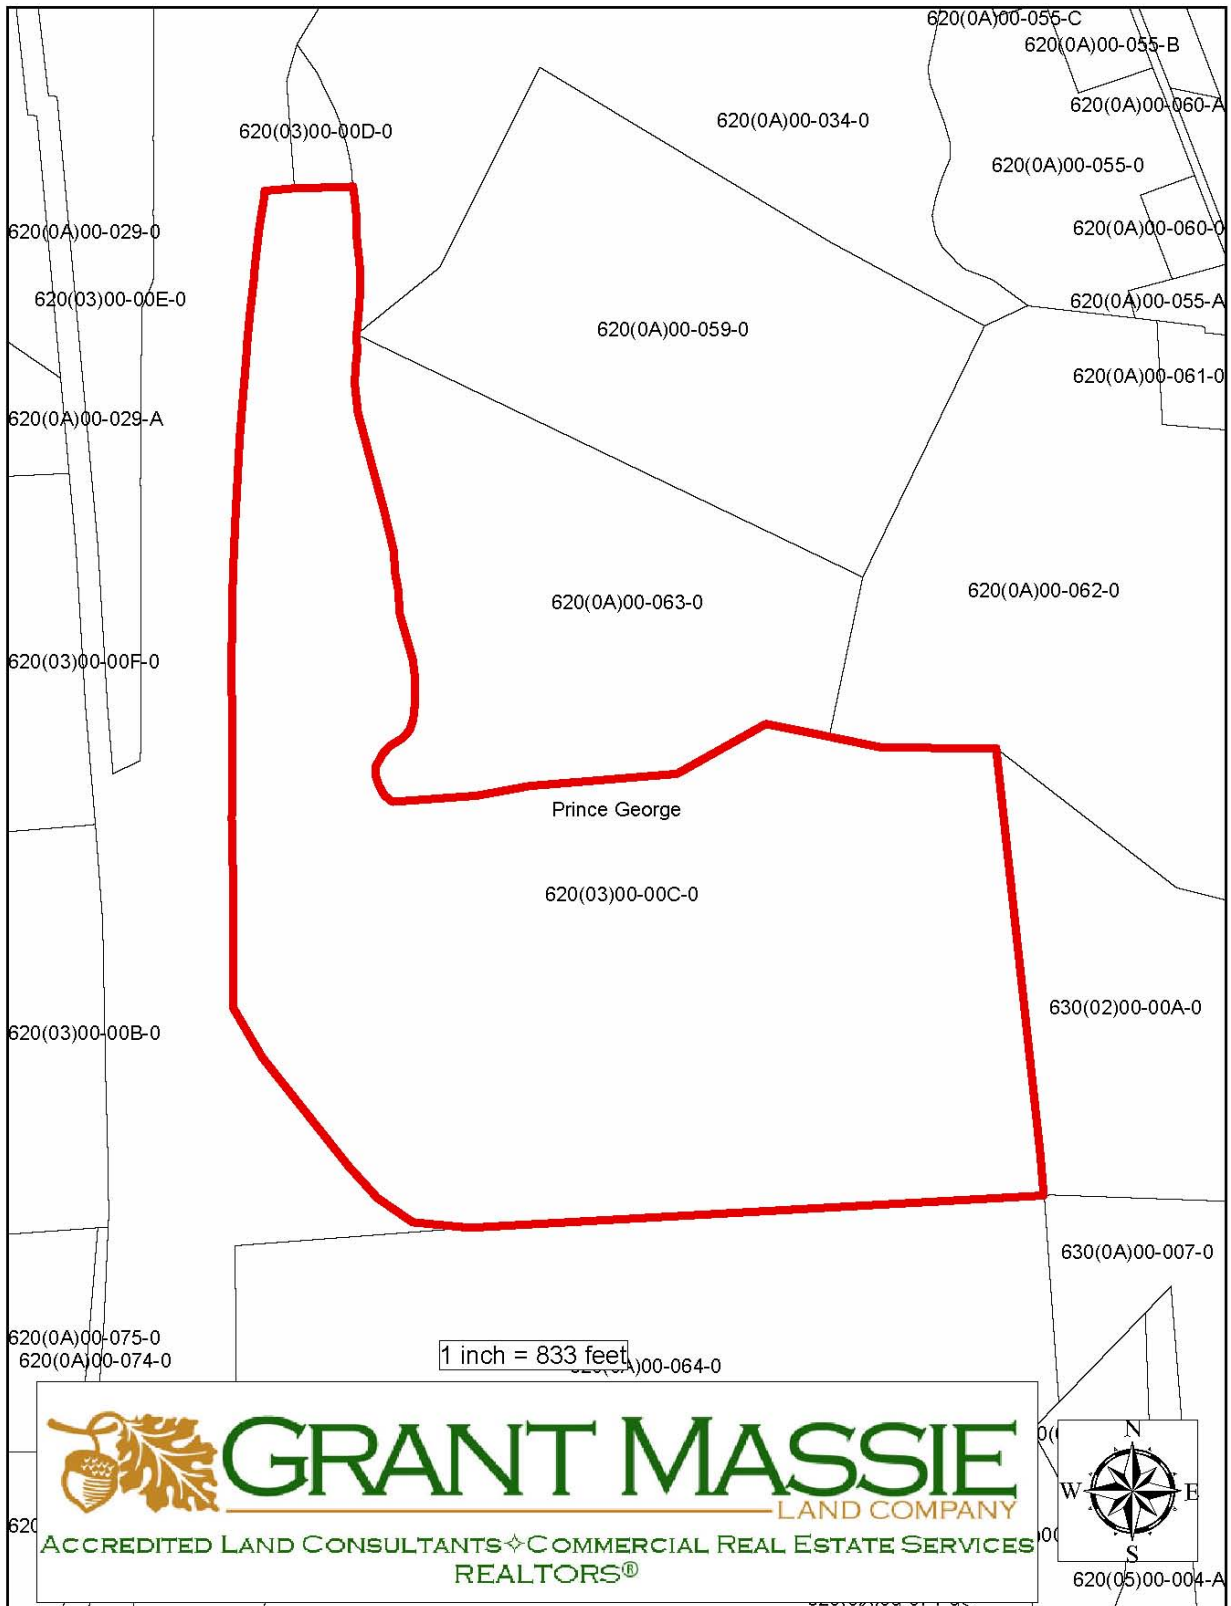 620(0A)00-055-C
620(0A)00-055-B
620(0A)00-060-A
620(03)00-00D-0
620(0A)00-034-0
620(0A)00-055-0
620(0A)00-029-0
620(0A)00-060-0
620(03)00-00E-0
620(0A)00-055-A
620(0A)00-059-0
620(0A)00-061-0
620(0A)00-029-A
620(0A)00-063-0
620(0A)00-062-0
620(03)00-00F-0
Prince George
620(03)00-00C-0
630(02)00-00A-0
620(03)00-00B-0
630(0A)00-007-0
620(0A)00-075-0
620(0A)00-074-0
1 inch = 833 feet
00-064-0
GRANT MASSIE
LAND COMPANY
ACCREDITED LAND CONSULTANTS✧COMMERCIAL REAL ESTATE SERVICES
REALTORS®
N
W E
S
620(05)00-004-A